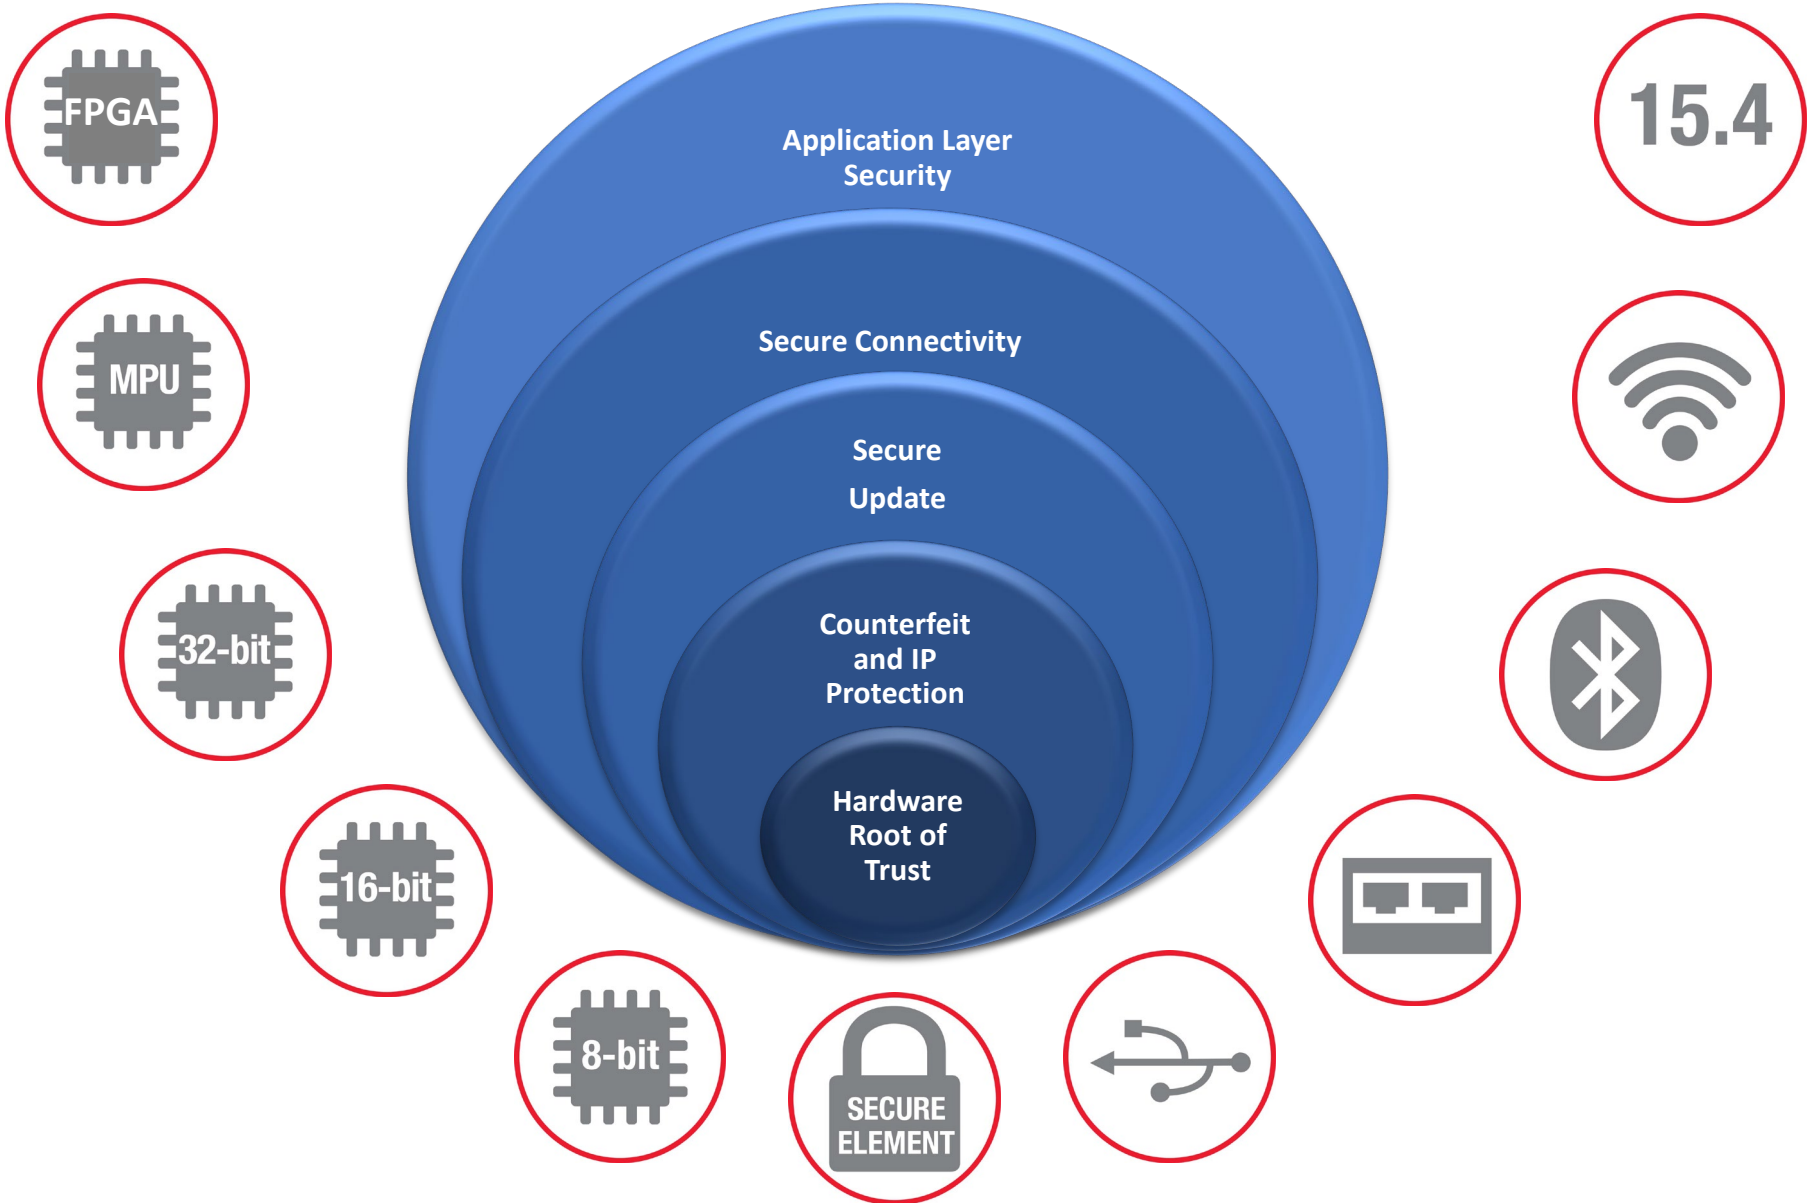 FPGA
MPU
32-bit
16-bit
8-bit
Application Layer
Security
Secure Connectivity
Secure
Update
Counterfeit
and IP
Protection
Hardware
Root of
Trust
SECURE
ELEMENT
15.4